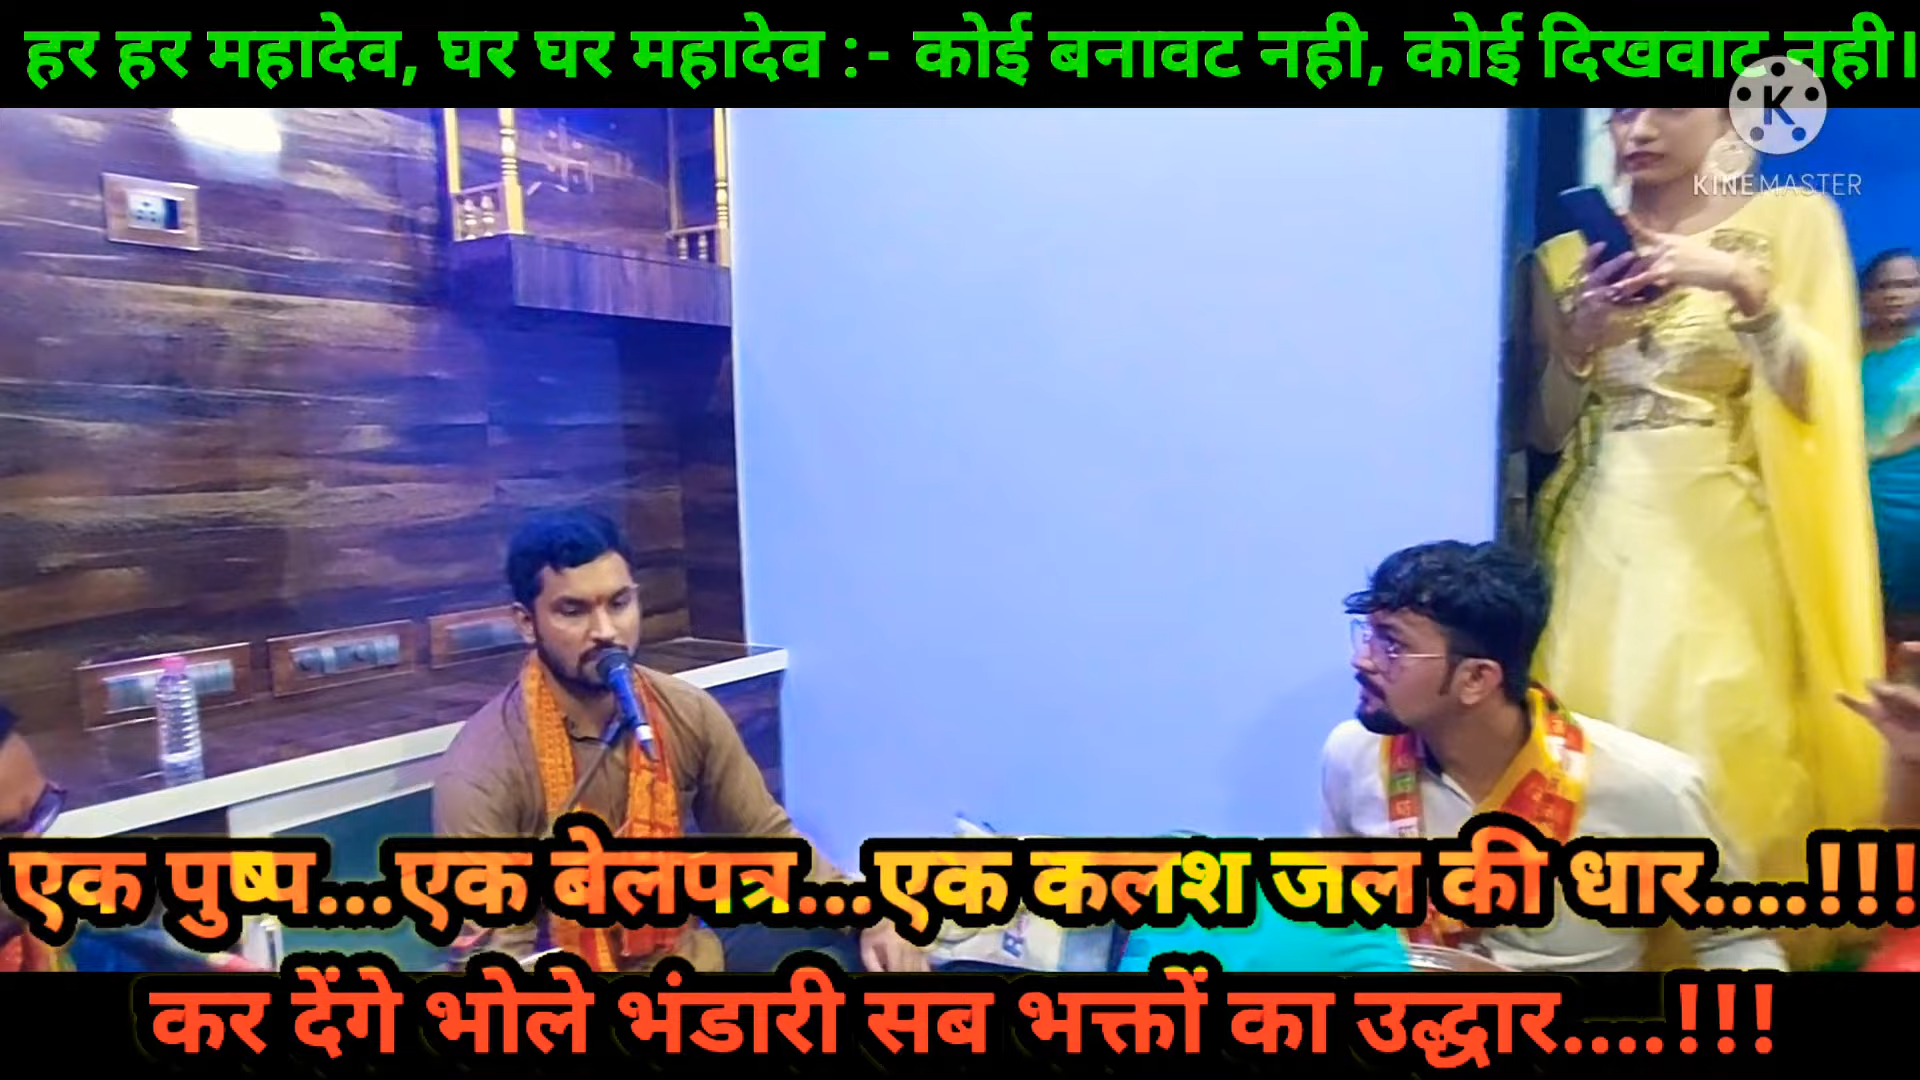 हर हर महादेव, घर घर महादेव :- कोई बनावट नही, कोई दिखवाट नही।
K
KINEMASTER
एक पुष्प...एक बेलपत्र...एक कलश जल की धार....!!!
कर देंगे भोले भंडारी सब भक्तों का उद्धार....!!!